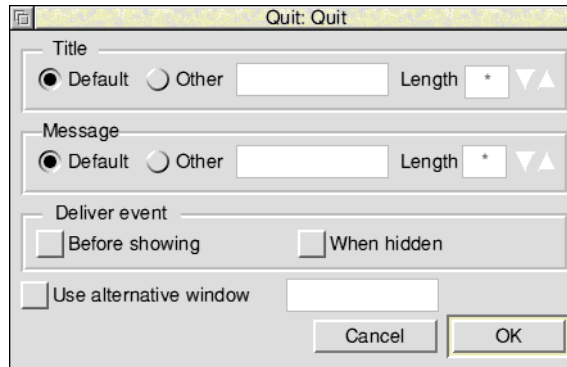 Quit: Quit
Title
Default Other Length *
Message
Default Other Length *
Deliver event
Before showing When hidden
Use alternative window
Cancel OK